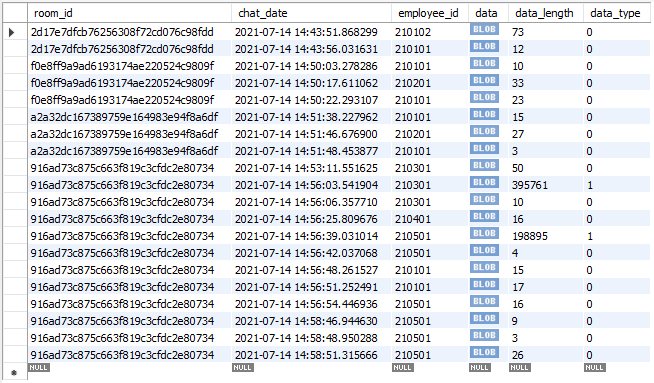 room_id chat_date employee_id data data_length data_type
2d17e7dfcb76256308f72cd076c98fdd 2021-07-14 14:43:51.868299 210102 BLOB 73 0
2d17e7dfcb76256308f72cd076c98fdd 2021-07-14 14:43:56.031631 210101 BLOB 12 0
f0e8ff9a9ad6193174ae220524c9809f 2021-07-14 14:50:03.278286 210101 BLOB 10 0
f0e8ff9a9ad6193174ae220524c9809f 2021-07-14 14:50:17.611062 210201 BLOB 33 0
f0e8ff9a9ad6193174ae220524c9809f 2021-07-14 14:50:22.293107 210101 BLOB 23 0
a2a32dc167389759e164983e94f8a6df 2021-07-14 14:51:38.227962 210101 BLOB 15 0
a2a32dc167389759e164983e94f8a6df 2021-07-14 14:51:46.676900 210201 BLOB 27 0
a2a32dc167389759e164983e94f8a6df 2021-07-14 14:51:48.453877 210101 BLOB 3 0
916ad73c875c663f819c3cfdc2e80734 2021-07-14 14:53:11.551625 210301 BLOB 50 0
916ad73c875c663f819c3cfdc2e80734 2021-07-14 14:56:03.541904 210301 BLOB 395761 1
916ad73c875c663f819c3cfdc2e80734 2021-07-14 14:56:06.357710 210301 BLOB 10 0
916ad73c875c663f819c3cfdc2e80734 2021-07-14 14:56:25.809676 210401 BLOB 16 0
916ad73c875c663f819c3cfdc2e80734 2021-07-14 14:56:39.031014 210501 BLOB 198895 1
916ad73c875c663f819c3cfdc2e80734 2021-07-14 14:56:42.037068 210501 BLOB 4 0
916ad73c875c663f819c3cfdc2e80734 2021-07-14 14:56:48.261527 210101 BLOB 15 0
916ad73c875c663f819c3cfdc2e80734 2021-07-14 14:56:51.252491 210101 BLOB 17 0
916ad73c875c663f819c3cfdc2e80734 2021-07-14 14:56:54.446936 210501 BLOB 16 0
916ad73c875c663f819c3cfdc2e80734 2021-07-14 14:58:46.944630 210501 BLOB 9 0
916ad73c875c663f819c3cfdc2e80734 2021-07-14 14:58:48.950288 210501 BLOB 3 0
916ad73c875c663f819c3cfdc2e80734 2021-07-14 14:58:51.315666 210501 BLOB 26 0
NULL NULL NULL NULL NULL NULL